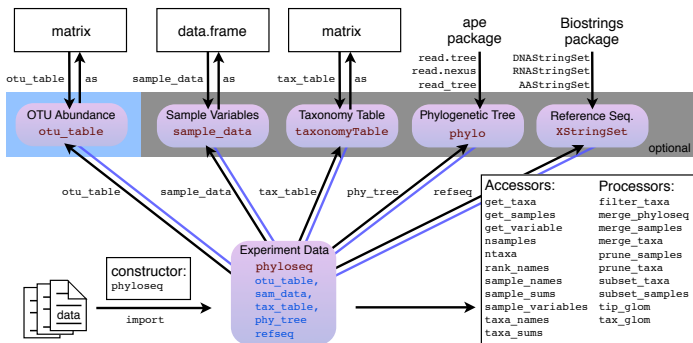 matrix
data.frame
matrix
ape
package
Biostrings
package
otu_table
as
sample_data
as
tax_table
as
read.tree
read.nexus
read_tree
DNAStringSet
RNAStringSet
AAStringSet
OTU Abundance
otu_table
Sample Variables
sample_data
Taxonomy Table
taxonomyTable
Phylogenetic Tree
phylo
Reference Seq.
XStringSet
optional
otu_table
sample_data
tax_table
phy_tree
refseq
Experiment Data
phyloseq
otu_table,
sam_data,
tax_table,
phy_tree
refseq
constructor:
phyloseq
import
data
Accessors:
get_taxa
get_samples
get_variable
nsamples
ntaxa
rank_names
sample_names
sample_sums
sample_variables
taxa_names
taxa_sums
Processors:
filter_taxa
merge_phyloseq
merge_samples
merge_taxa
prune_samples
prune_taxa
subset_taxa
subset_samples
tip_glom
tax_glom